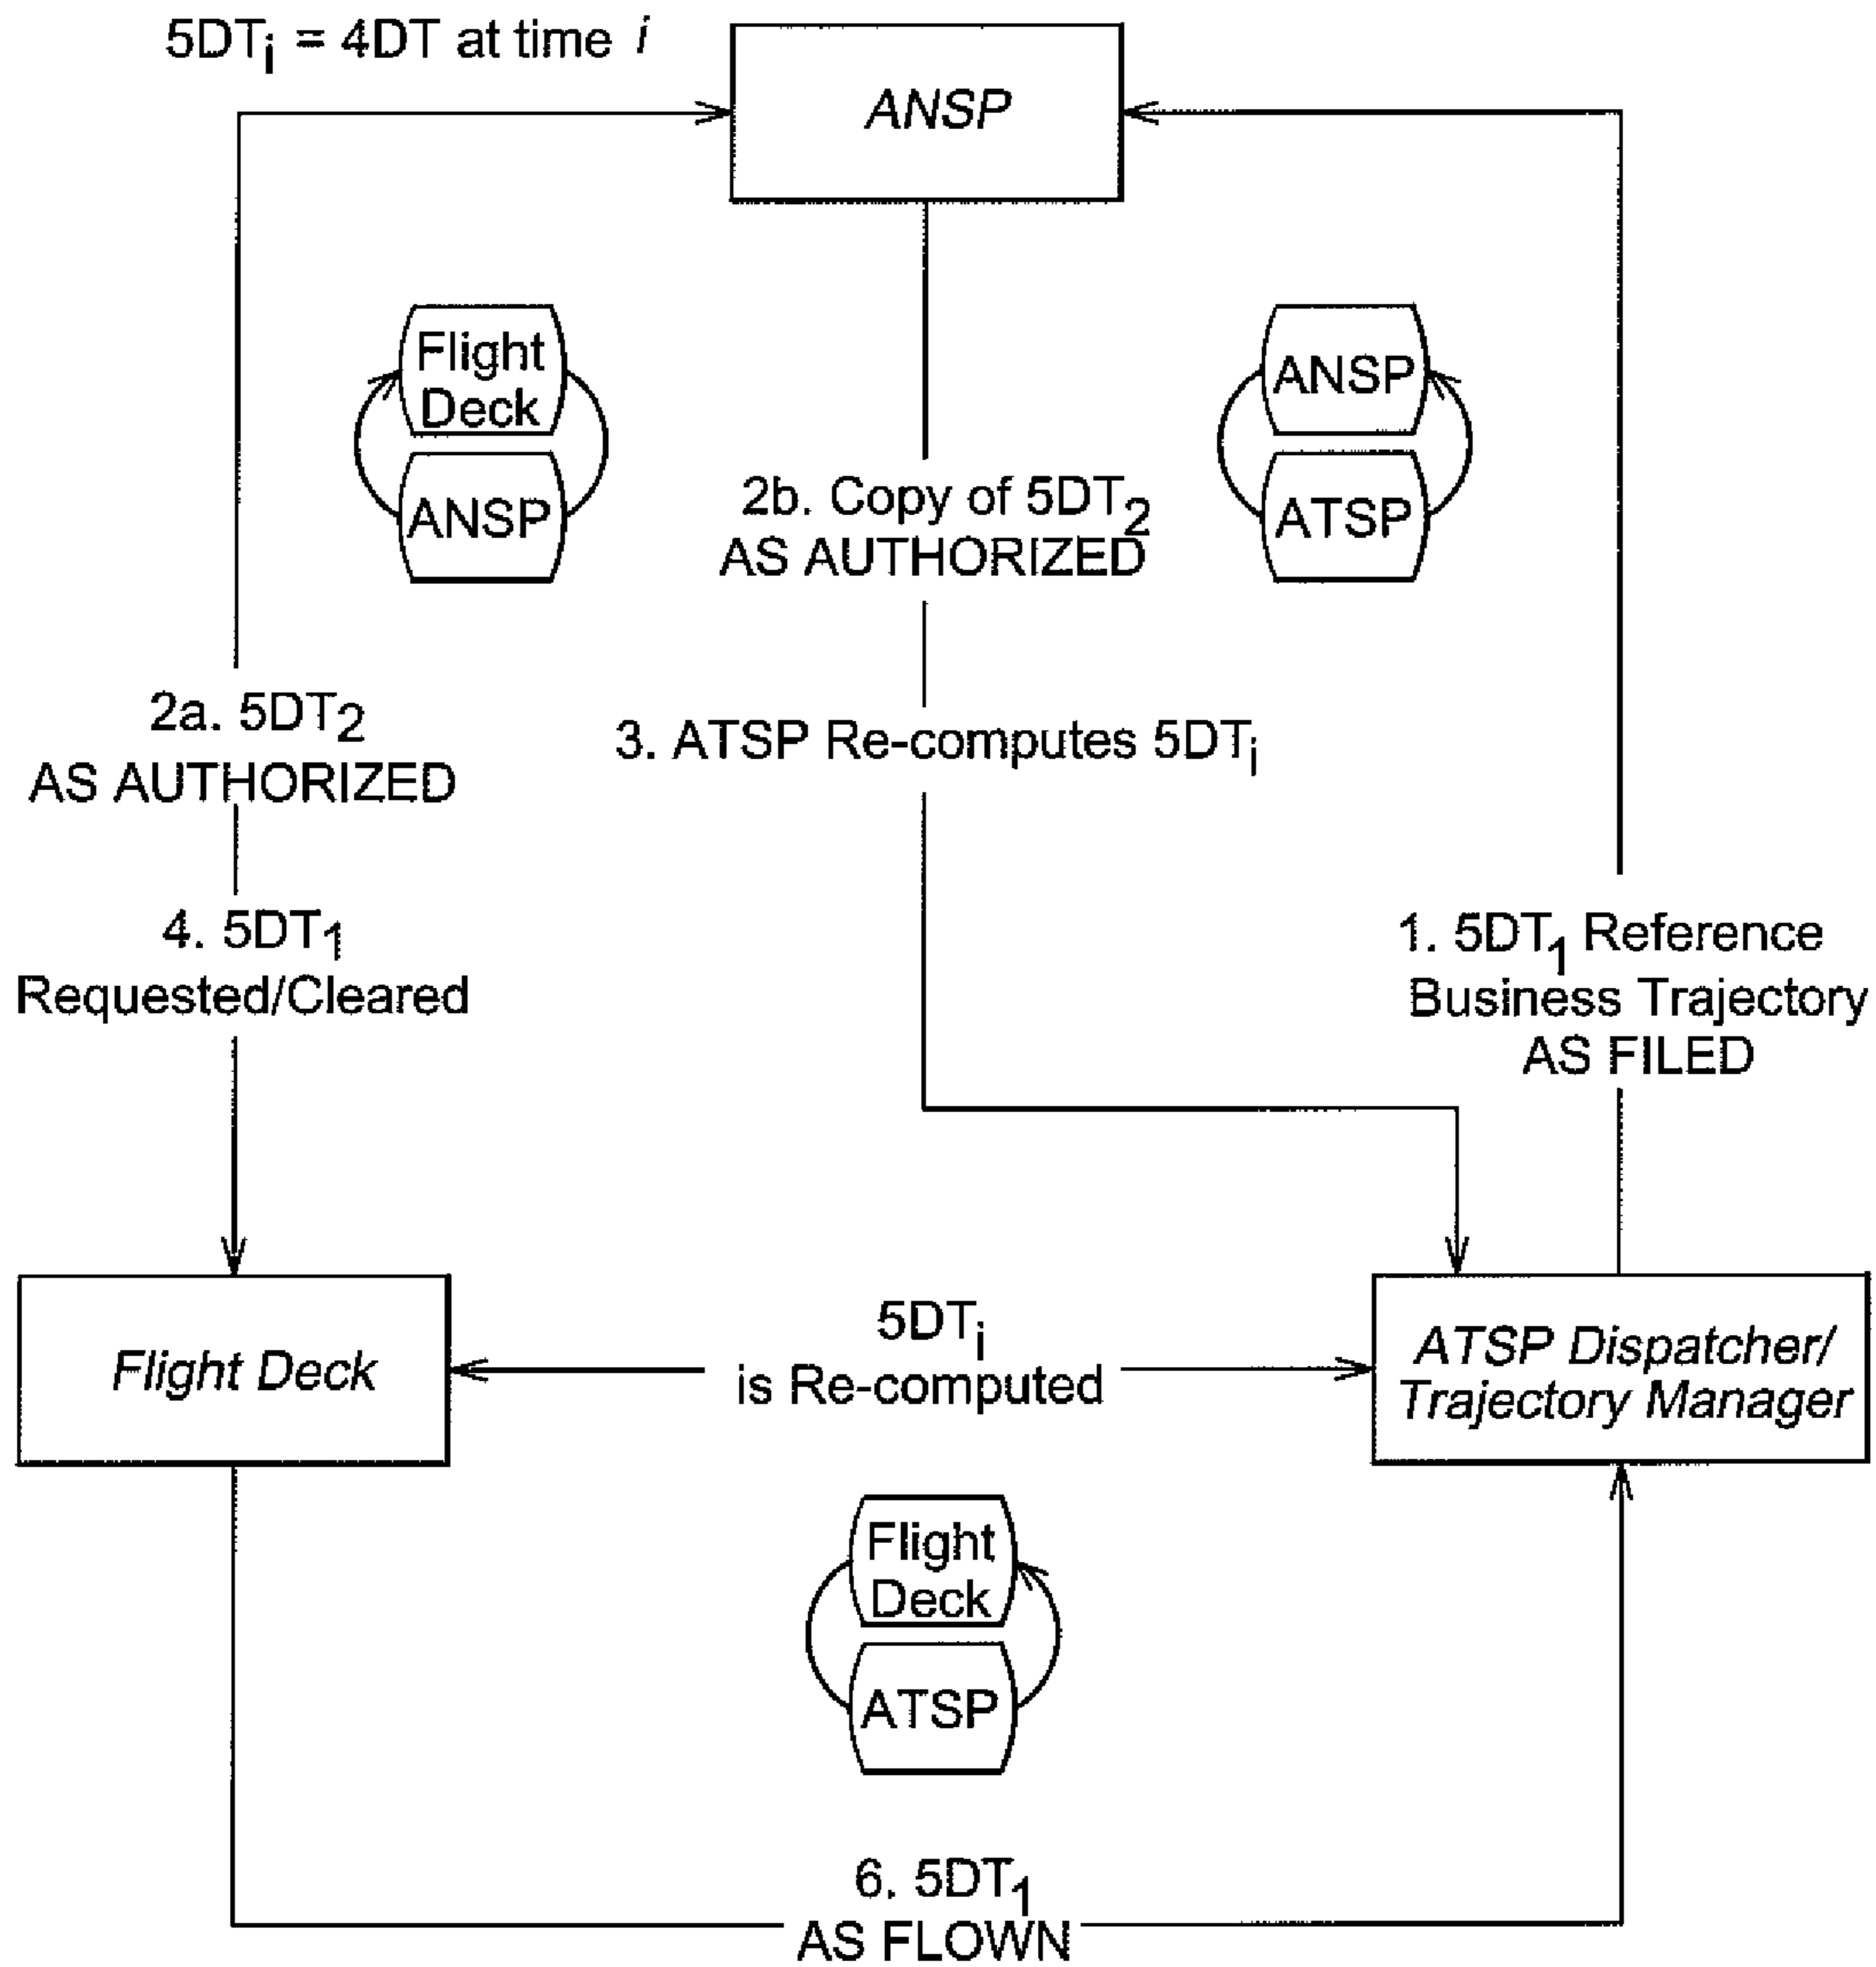 5DTi = 4DT at time i
ANSP
Flight
Deck
ANSP
ANSP
ATSP
2b. Copy of 5DT2
AS AUTHORIZED
2a. 5DT2
AS AUTHORIZED
3. ATSP Re-computes 5DTi
4. 5DT1
Requested/Cleared
1. 5DT1 Reference
Business Trajectory
AS FILED
Flight Deck
5DTi
is Re-computed
ATSP Dispatcher/
Trajectory Manager
Flight
Deck
ATSP
6. 5DT1
AS FLOWN